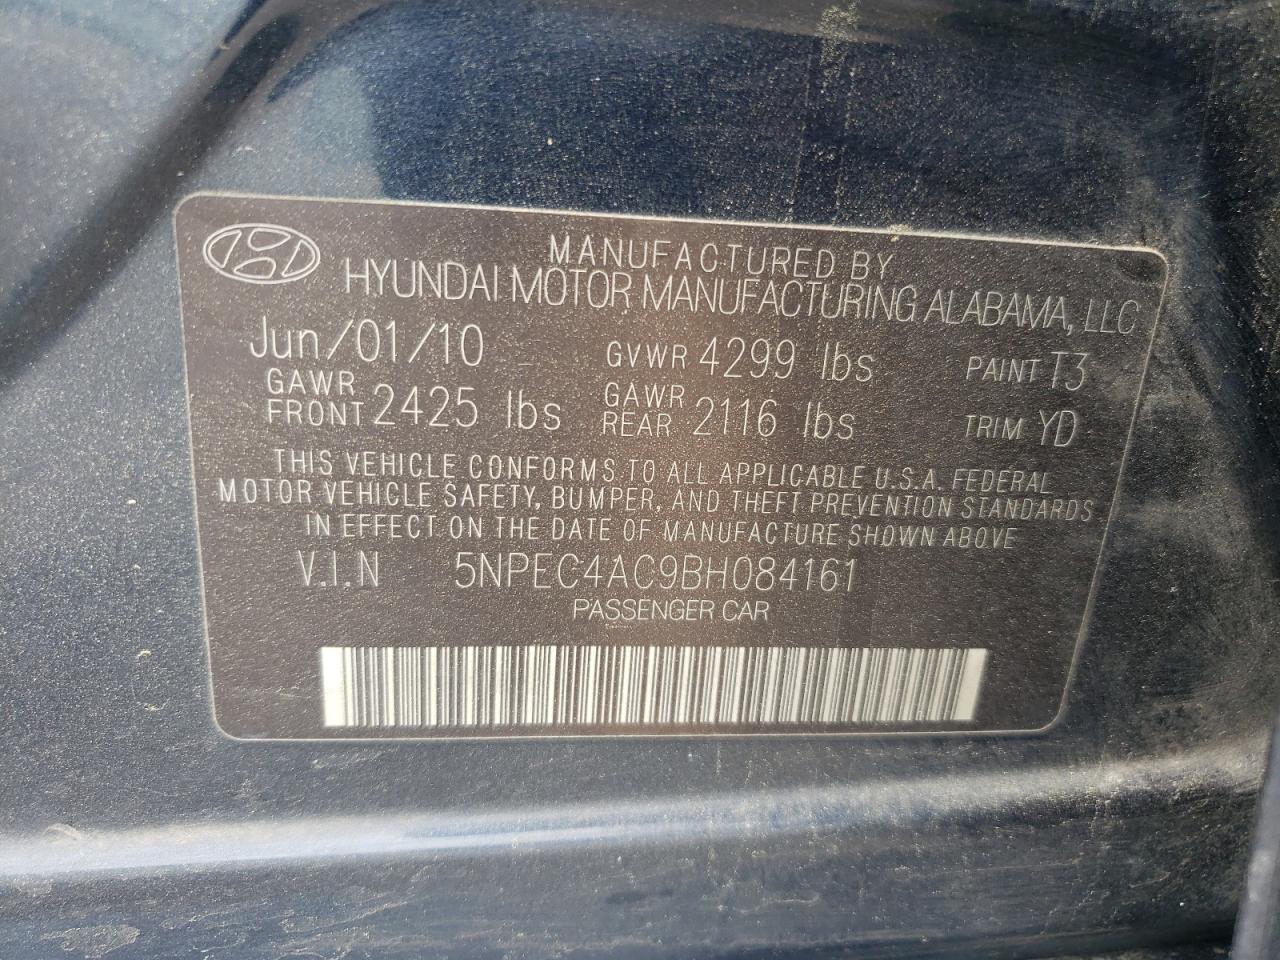 MANUFACTURED BY
HYUNDAI MOTOR MANUFACTURING ALABAMA, LLC
Jun/01/10 GVWR 4299 lbs PAINT T3
GAWR FRONT 2425 lbs GAWR REAR 2116 lbs TRIM YD
THIS VEHICLE CONFORMS TO ALL APPLICABLE U.S.A. FEDERAL
MOTOR VEHICLE SAFETY, BUMPER, AND THEFT PREVENTION STANDARDS
IN EFFECT ON THE DATE OF MANUFACTURE SHOWN ABOVE
V.I.N 5NPEC4AC9BH084161
PASSENGER CAR